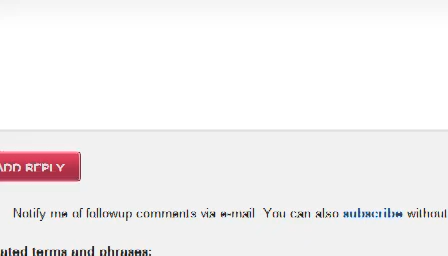 ADD REPLY
Notify me of followup comments via e-mail. You can also subscribe without
ated terms and phrases: